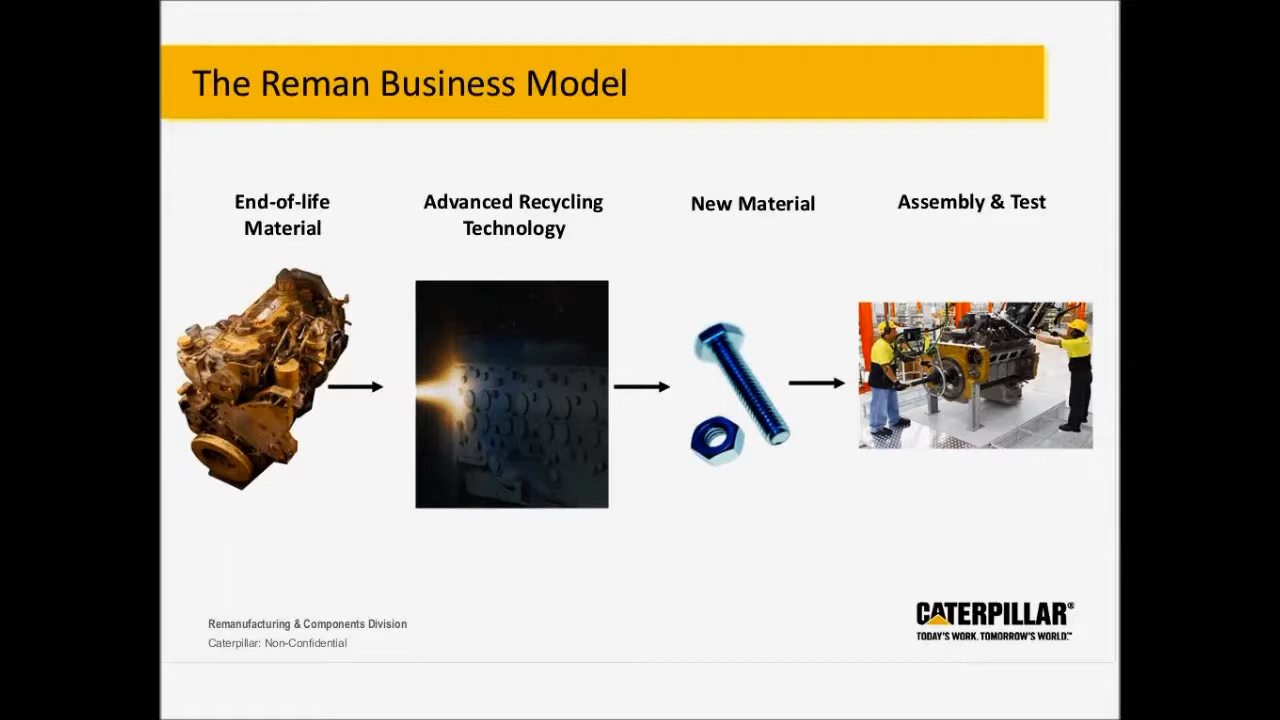 The Reman Business Model
End-of-life
Material
Advanced Recycling
Technology
New Material
Assembly & Test
Remanufacturing & Components Division
Caterpillar: Non-Confidential
CATERPILLAR®
TODAY'S WORK. TOMORROW'S WORLD.™